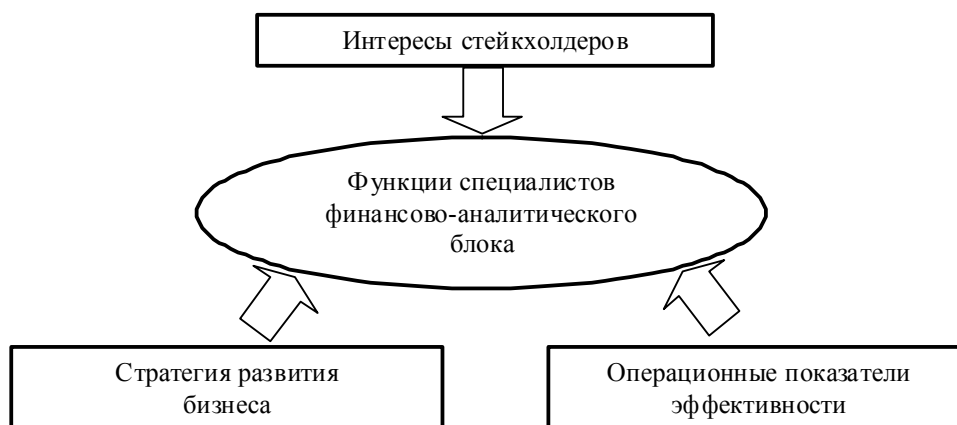 Интересы стейкхолдеров
Функции специалистов
финансово-аналитического
блока
Стратегия развития
бизнеса
Операционные показатели
эффективности